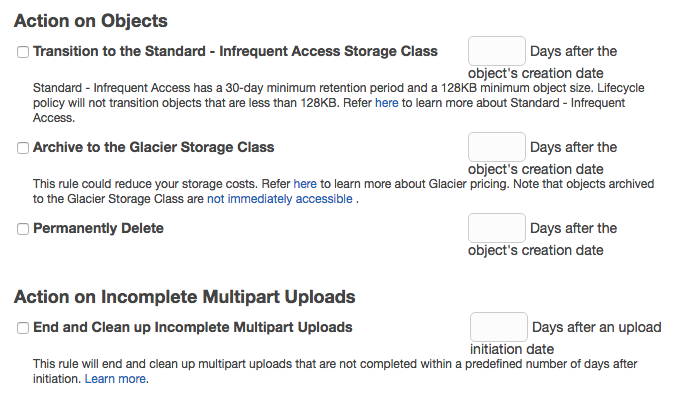 Action on Objects
Transition to the Standard - Infrequent Access Storage Class
Days after the
object's creation date
Standard - Infrequent Access has a 30-day minimum retention period and a 128KB minimum object size. Lifecycle
policy will not transition objects that are less than 128KB. Refer here to learn more about Standard - Infrequent
Access.
Archive to the Glacier Storage Class
Days after the
object's creation date
This rule could reduce your storage costs. Refer here to learn more about Glacier pricing. Note that objects archived
to the Glacier Storage Class are not immediately accessible .
Permanently Delete
Days after the
object's creation date
Action on Incomplete Multipart Uploads
End and Clean up Incomplete Multipart Uploads
Days after an upload
initiation date
This rule will end and clean up multipart uploads that are not completed within a predefined number of days after
initiation. Learn more.